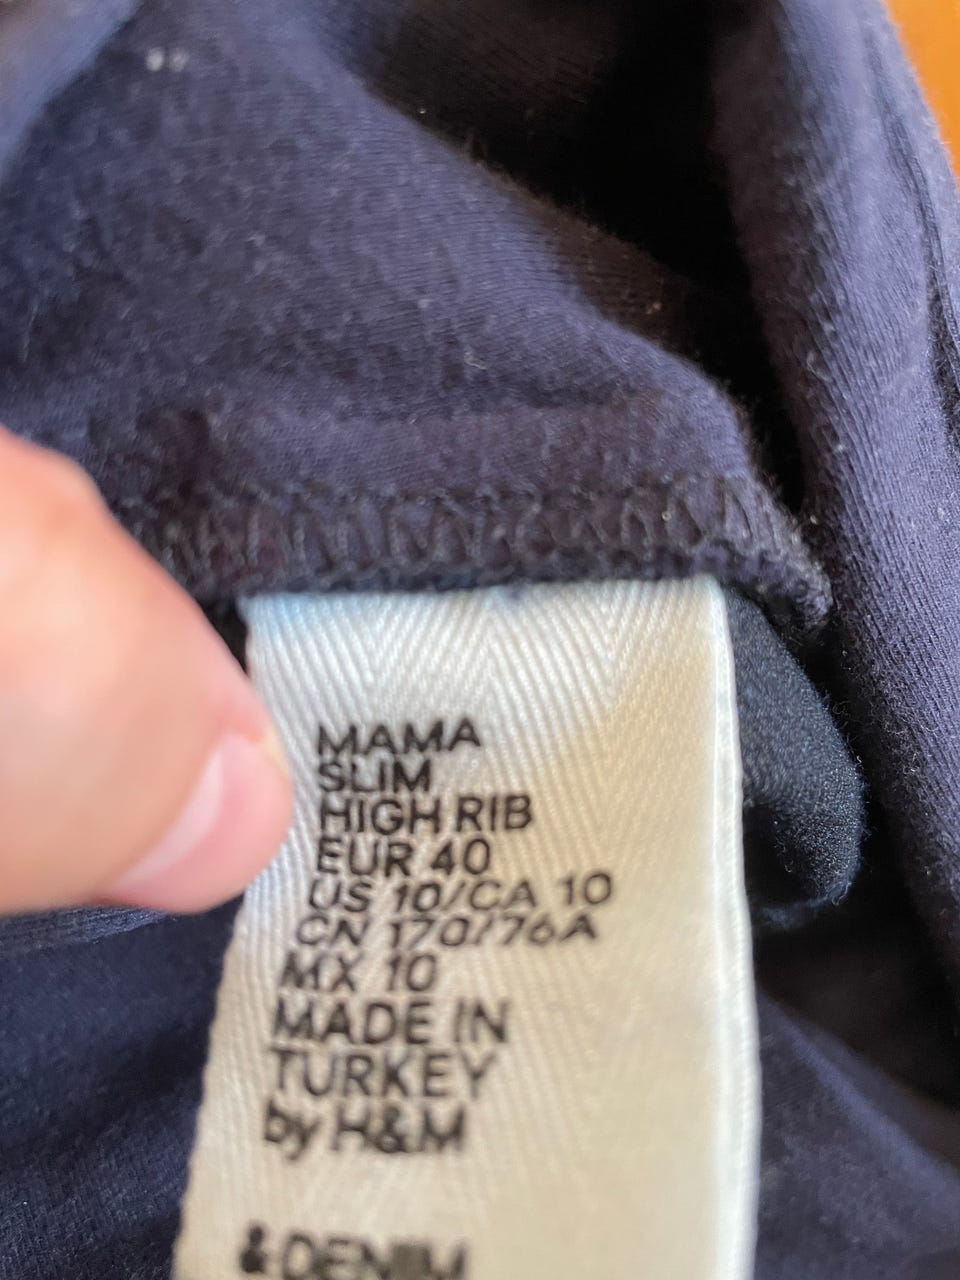 MAMA
SLIM
HIGH RIB
EUR 40
US 10/CA 10
CN 170/76A
MX 10
MADE IN
TURKEY
by H&M
& DENIM